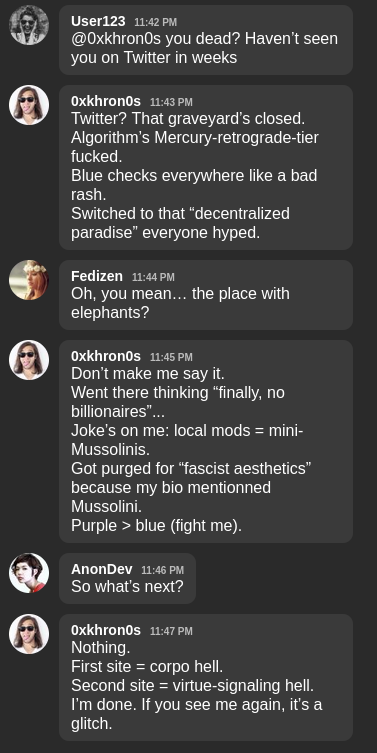 User123 11:42 PM
@0xkhron0s you dead? Haven’t seen
you on Twitter in weeks
0xkhron0s 11:43 PM
Twitter? That graveyard’s closed.
Algorithm’s Mercury-retrograde-tier
fucked.
Blue checks everywhere like a bad
rash.
Switched to that “decentralized
paradise” everyone hyped.
Fedizen 11:44 PM
Oh, you mean… the place with
elephants?
0xkhron0s 11:45 PM
Don’t make me say it.
Went there thinking “finally, no
billionaires”...
Joke’s on me: local mods = mini-
Mussolinis.
Got purged for “fascist aesthetics”
because my bio mentionned
Mussolini.
Purple > blue (fight me).
AnonDev 11:46 PM
So what’s next?
0xkhron0s 11:47 PM
Nothing.
First site = corpo hell.
Second site = virtue-signaling hell.
I’m done. If you see me again, it’s a
glitch.